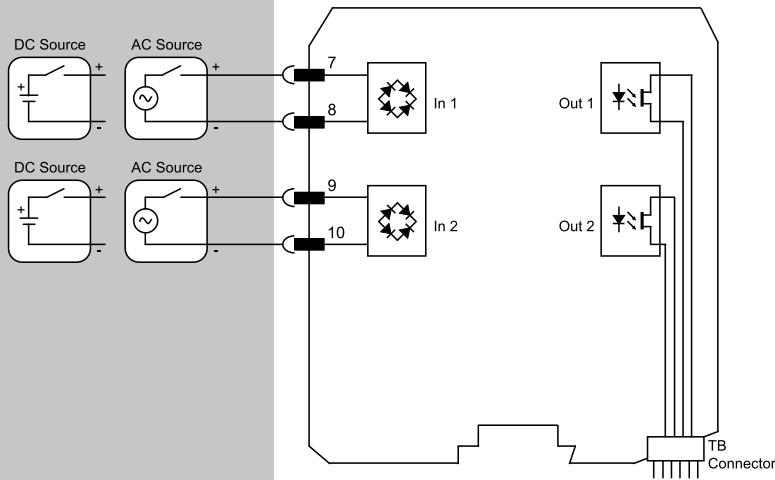 DC Source
AC Source
+
+
+
-
-
7
8
In 1
Out 1
DC Source
AC Source
+
+
+
-
-
9
10
In 2
Out 2
TB
Connector